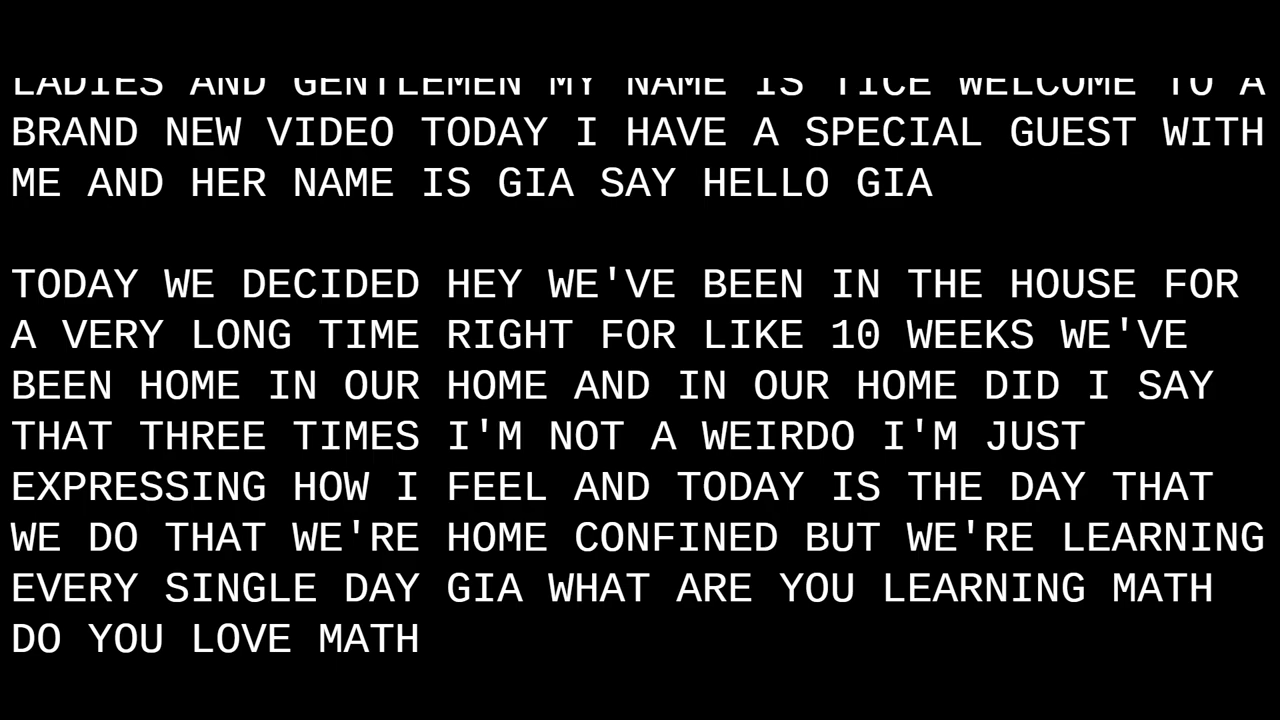 LADIES AND GENTLEMEN MY NAME IS TICE WELCOME TO A
BRAND NEW VIDEO TODAY I HAVE A SPECIAL GUEST WITH
ME AND HER NAME IS GIA SAY HELLO GIA
TODAY WE DECIDED HEY WE'VE BEEN IN THE HOUSE FOR
A VERY LONG TIME RIGHT FOR LIKE 10 WEEKS WE'VE
BEEN HOME IN OUR HOME AND IN OUR HOME DID I SAY
THAT THREE TIMES I'M NOT A WEIRDO I'M JUST
EXPRESSING HOW I FEEL AND TODAY IS THE DAY THAT
WE DO THAT WE'RE HOME CONFINED BUT WE'RE LEARNING
EVERY SINGLE DAY GIA WHAT ARE YOU LEARNING MATH
DO YOU LOVE MATH